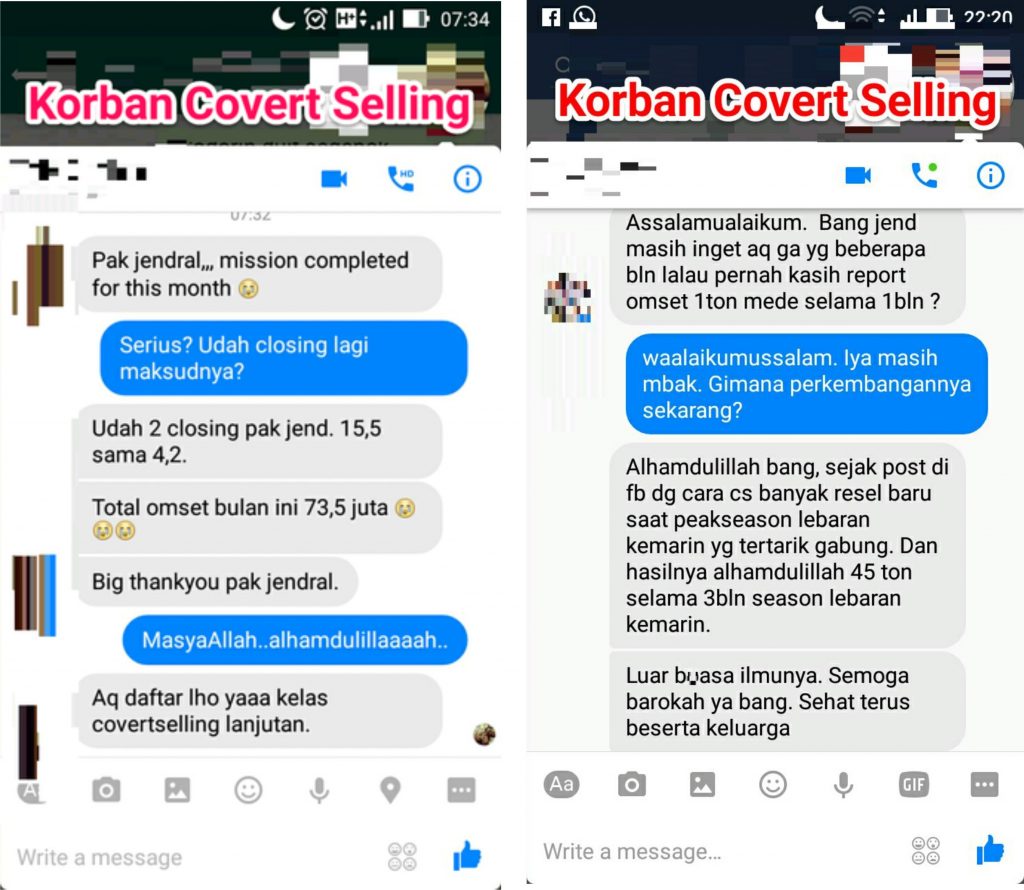 07:34
Korban Covert Selling
HD
07:32
Pak jendral,,, mission completed
for this month 😭
Serius? Udah closing lagi
maksudnya?
Udah 2 closing pak jend. 15,5
sama 4,2.
Total omset bulan ini 73,5 juta 😭
😭😭
Big thankyou pak jendral.
MasyaAllah..alhamdulillaaaah..
Aq daftar lho yaaa kelas
covertselling lanjutan.
Write a message
22:20
Korban Covert Selling
Assalamualaikum. Bang jend
masih inget aq ga yg beberapa
bln lalau pernah kasih report
omset 1ton mede selama 1bln ?
waalaikumussalam. Iya masih
mbak. Gimana perkembangannya
sekarang?
Alhamdulillah bang, sejak post di
fb dg cara cs banyak resel baru
saat peakseason lebaran
kemarin yg tertarik gabung. Dan
hasilnya alhamdulillah 45 ton
selama 3bln season lebaran
kemarin.
Luar buasa ilmunya. Semoga
barokah ya bang. Sehat terus
beserta keluarga
Aa
GIF
Write a message...